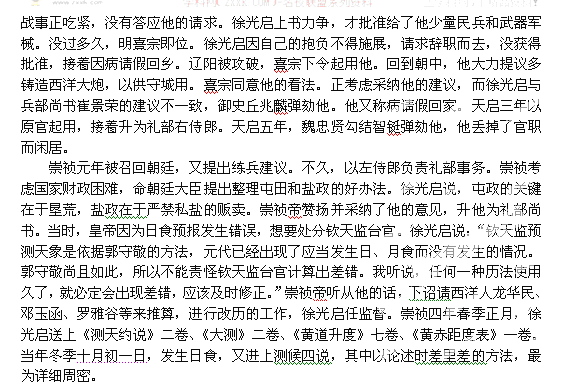 战事正吃紧，没有答应他的请求。徐光启上书力争，才批准给了他少量民兵和武器军
械。没过多久，明熹宗即位。徐光启因自己的抱负不得施展，请求辞职而去，没获得
批准，接着因病请假回乡。辽阳被攻破，熹宗下令起用他。回到朝中，他大力提议多
铸造西洋大炮，以供守城用。熹宗同意他的看法。正考虑采纳他的建议，而徐光启与
兵部尚书崔景荣的建议不一致，御史丘兆麟弹劾他。他又称病请假回家。天启三年以
原官起用，接着升为礼部右侍郎。天启五年，魏忠贤勾结智铤弹劾他，他丢掉了官职
而闲居。
崇祯元年被召回朝廷，又提出练兵建议。不久，以左侍郎负责礼部事务。崇祯考
虑国家财政困难，命朝廷大臣提出整理屯田和盐政的好办法。徐光启说，屯政的关键
在于垦荒，盐政在于严禁私盐的贩卖。崇祯帝赞扬并采纳了他的意见，升他为礼部尚
书。当时，皇帝因为日食预报发生错误，想要处分钦天监台官。徐光启说：“钦天监预
测天象是依据郭守敬的方法，元代已经出现了应当发生日、月食而没有发生的情况。
郭守敬尚且如此，所以不能责怪钦天监台官计算出差错。我听说，任何一种历法使用
久了，就必定会出现差错，应该及时修正。”崇祯帝听从他的话，下诏请西洋人龙华民、
邓玉函、罗雅谷等来推算，进行改历的工作，徐光启任监督。崇祯四年春季正月，徐
光启送上《测天约说》二卷、《大测》二卷、《黄道升度》七卷、《黄赤距度表》一卷。
当年冬季十月初一日，发生日食，又进上测候四说，其中以论述时差里差的方法，最
为详细周密。